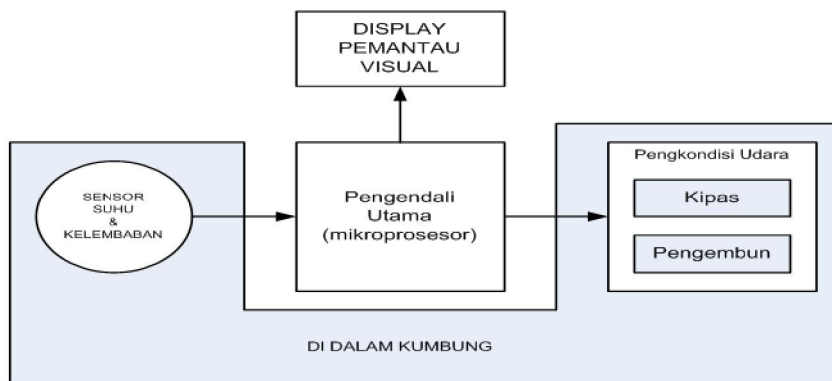 DISPLAY
PEMANTAU
VISUAL
SENSOR
SUHU
&
KELEMBABAN
Pengendali
Utama
(mikroprosesor)
Pengkondisi Udara
Kipas
Pengembun
DI DALAM KUMBUNG